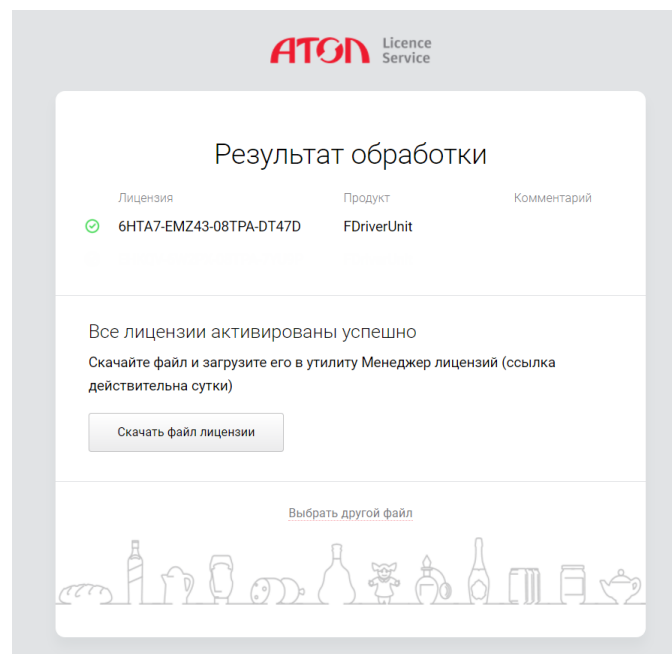 ATOL Licence
Service
Результат обработки
Лицензия Продукт Комментарий
6HTA7-EMZ43-08TPA-DT47D FDriverUnit
Все лицензии активированы успешно
Скачайте файл и загрузите его в утилиту Менеджер лицензий (ссылка
действительна сутки)
Скачать файл лицензии
Выбрать другой файл